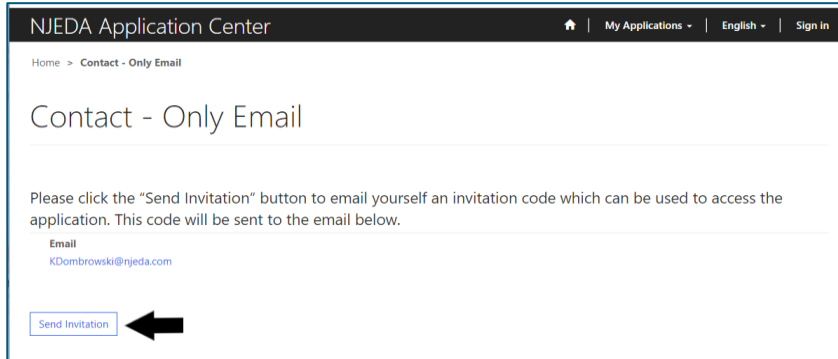 NJEDA Application Center
My Applications
English
Sign in
Home > Contact - Only Email
Contact - Only Email
Please click the “Send Invitation” button to email yourself an invitation code which can be used to access the
application. This code will be sent to the email below.
Email
KDombrowski@njeda.com
Send Invitation